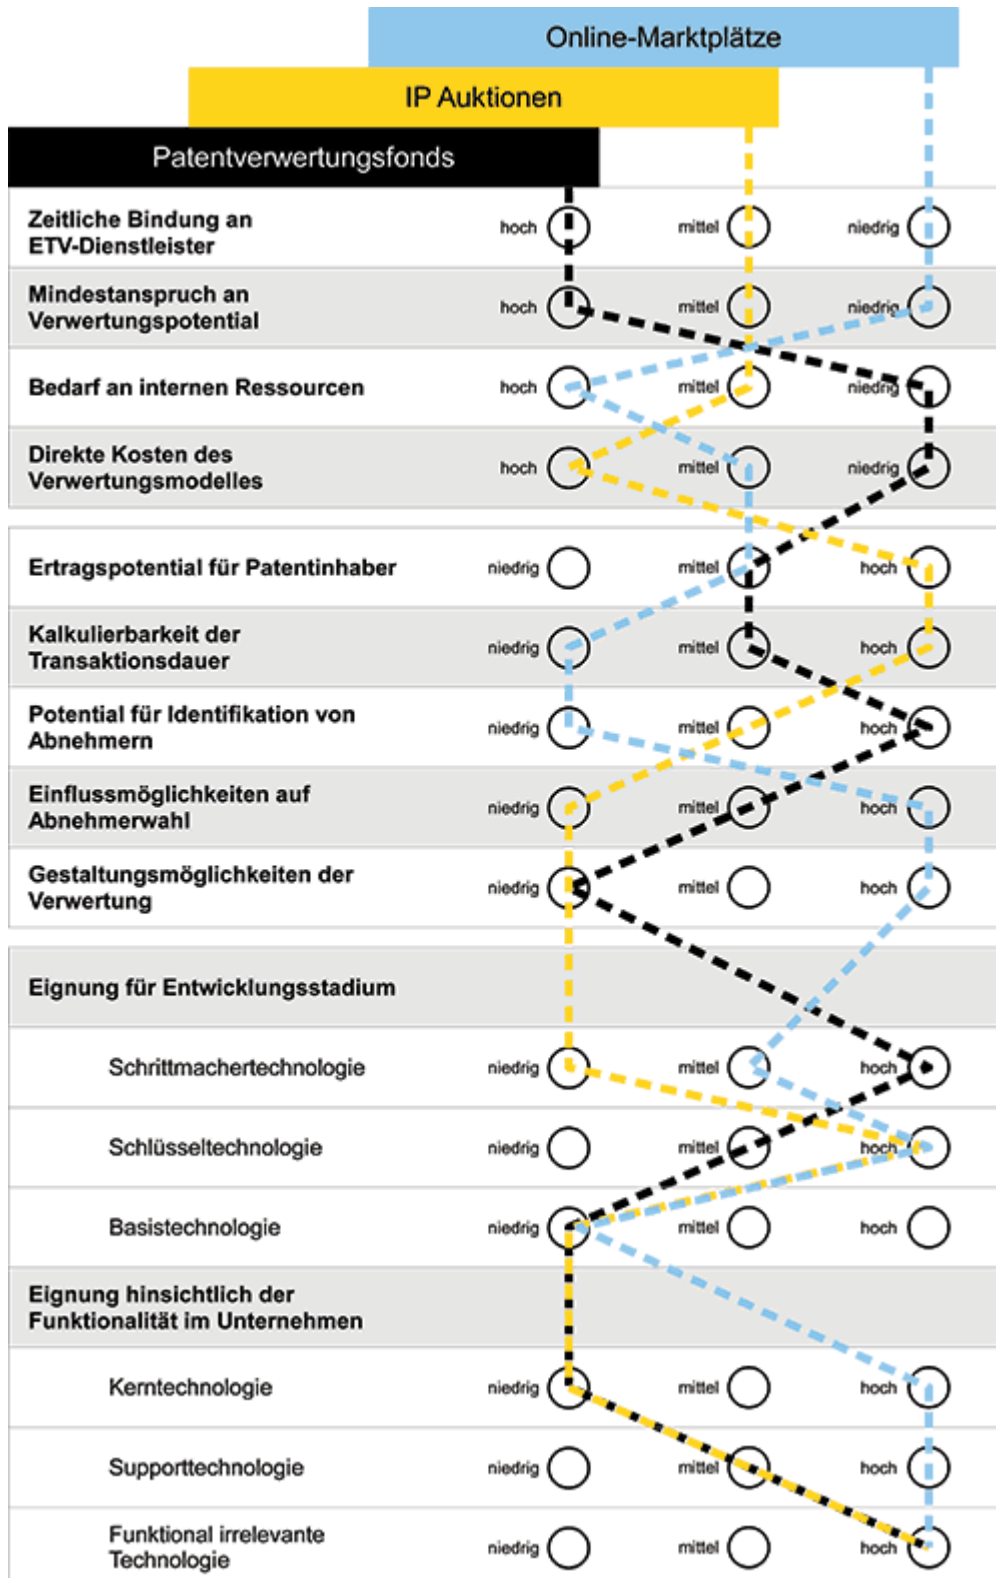 Online-Marktplätze
IP Auktionen
Patentverwertungsfonds
Zeitliche Bindung an
ETV-Dienstleister
hoch mittel niedrig
Mindestanspruch an
Verwertungspotential
hoch mittel niedrig
Bedarf an internen Ressourcen
hoch mittel niedrig
Direkte Kosten des
Verwertungsmodelles
hoch mittel niedrig
Ertragspotential für Patentinhaber
niedrig mittel hoch
Kalkulierbarkeit der
Transaktionsdauer
niedrig mittel hoch
Potential für Identifikation von
Abnehmern
niedrig mittel hoch
Einflussmöglichkeiten auf
Abnehmerwahl
niedrig mittel hoch
Gestaltungsmöglichkeiten der
Verwertung
niedrig mittel hoch
Eignung für Entwicklungsstadium
Schrittmachertechnologie
niedrig mittel hoch
Schlüsseltechnologie
niedrig mittel hoch
Basistechnologie
niedrig mittel hoch
Eignung hinsichtlich der
Funktionalität im Unternehmen
Kerntechnologie
niedrig mittel hoch
Supporttechnologie
niedrig mittel hoch
Funktional irrelevante
Technologie
niedrig mittel hoch